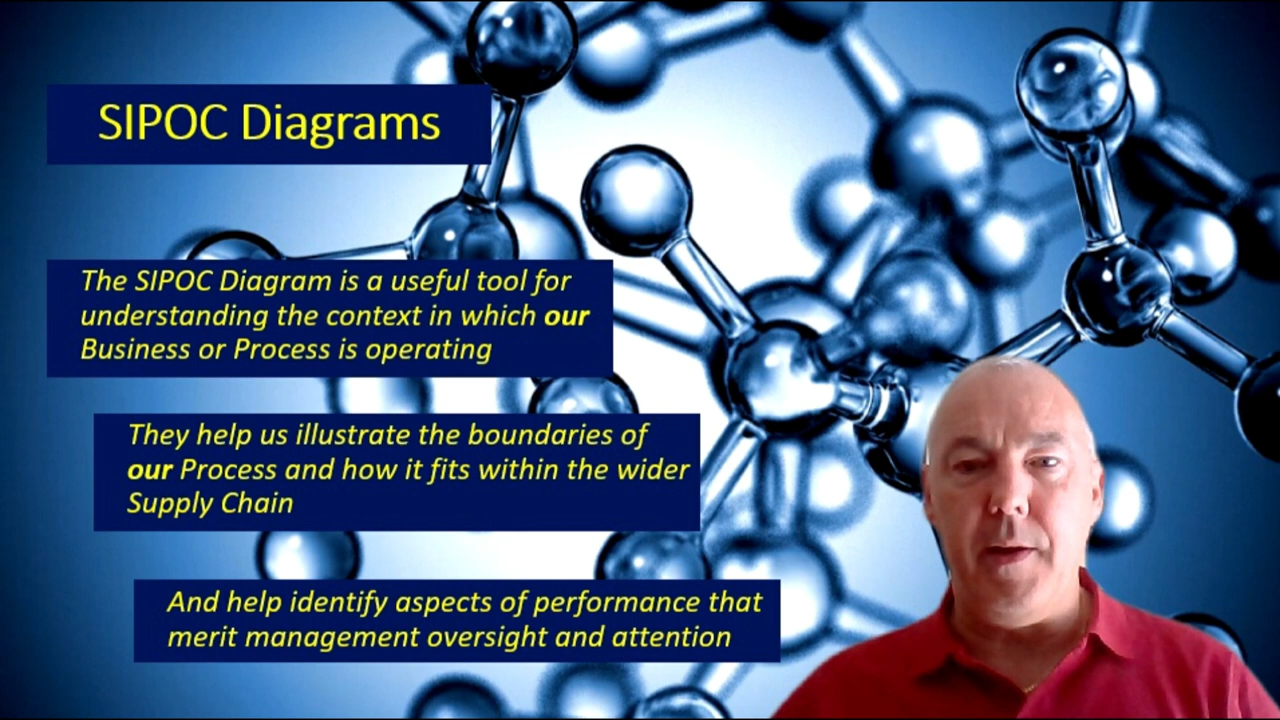 SIPOC Diagrams
The SIPOC Diagram is a useful tool for
understanding the context in which our
Business or Process is operating
They help us illustrate the boundaries of
our Process and how it fits within the wider
Supply Chain
And help identify aspects of performance that
merit management oversight and attention